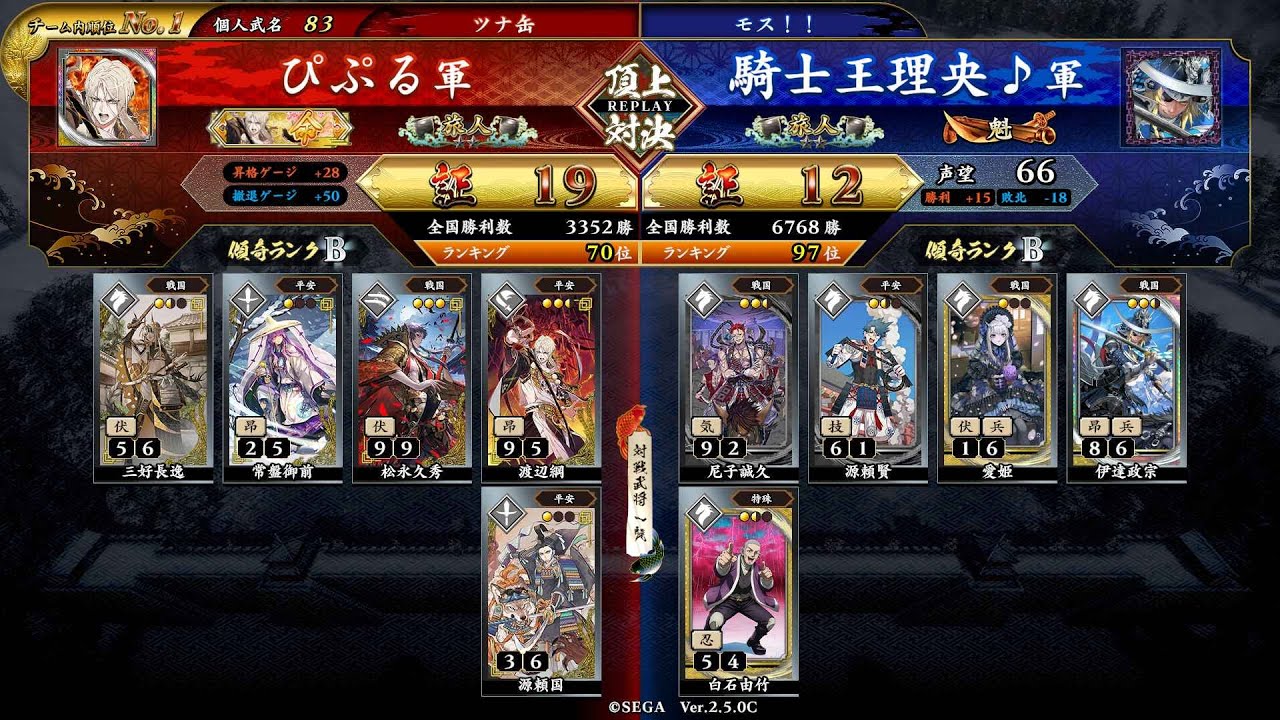 チーム内順位 No.1 個人武名 83 ツナ缶 モス!!
ぴぷる軍 頂上 REPLAY 対決 騎士王理央♪軍
命 旅人 旅人 魁
昇格ゲージ +28
撤退ゲージ +50
証 19 証 12
声望 66
勝利 +15 敗北 -18
全国勝利数 3352勝 全国勝利数 6768勝
ランキング 70位 ランキング 97位
傾奇ランクB 傾奇ランクB
戦国 平安 戦国 平安 戦国 平安 戦国 戦国
伏 昂 伏 昂 気 技 伏 兵 昂 兵
5 6 2 5 9 9 9 5 9 2 6 1 1 6 8 6
三好長逸 常盤御前 松永久秀 渡辺綱 尼子誠久 源頼賢 愛姫 伊達政宗
対戦武将一覧
平安 特殊
忍
3 6 5 4
源頼国 白石由竹
©SEGA Ver.2.5.0C